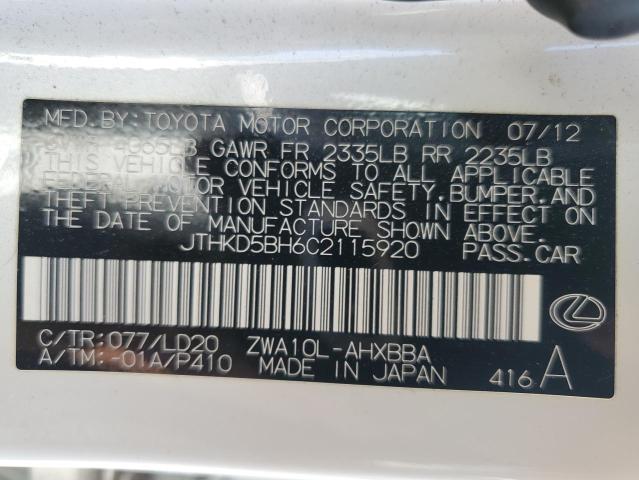 MFD. BY: TOYOTA MOTOR CORPORATION 07/12
GAWR FR 2335LB RR 2235LB
THIS VEHICLE CONFORMS TO ALL APPLICABLE
FEDERAL MOTOR VEHICLE SAFETY, BUMPER, AND
THEFT PREVENTION STANDARDS IN EFFECT ON
THE DATE OF MANUFACTURE SHOWN ABOVE.
JTHKD5BH6C2115920 PASS.CAR
C/TR: 077/LD20 ZWA10L-AHXBBA
A/TM: -01A/P410 MADE IN JAPAN 416 A